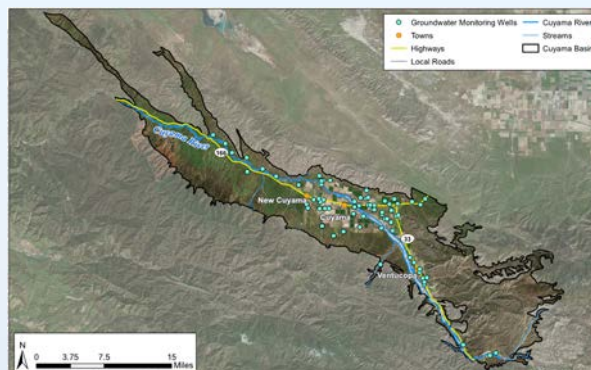 Groundwater Monitoring Wells
Towns
Highways
Local Roads
Cuyama River
Streams
Cuyama Basin
Cuyama River
166
New Cuyama
Cuyama
33
Ventucopa
N
0 3.75 7.5 15
Miles